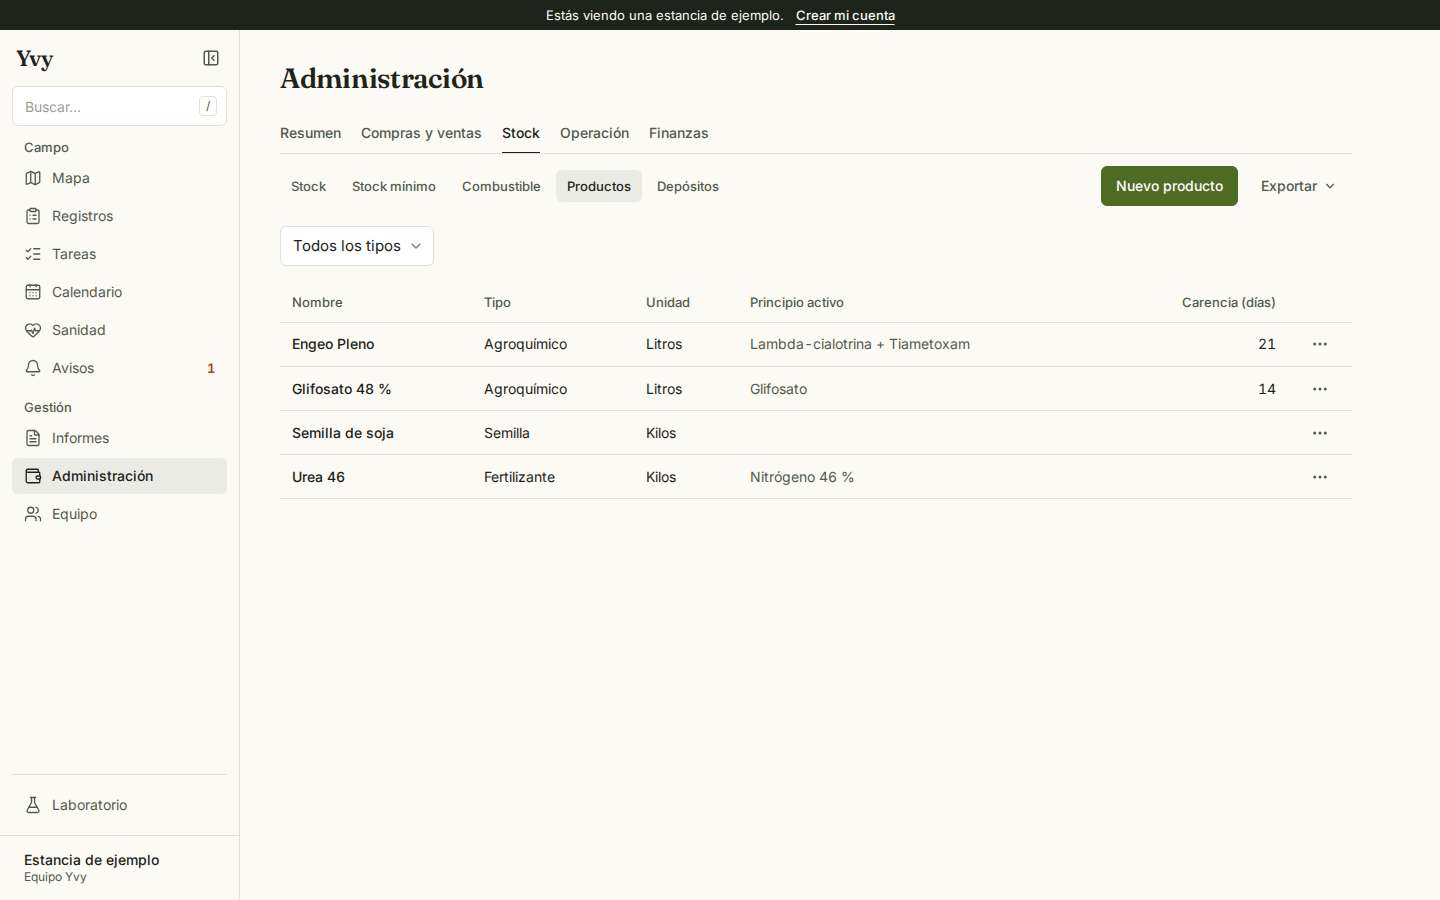 Estás viendo una estancia de ejemplo. Crear mi cuenta
Yvy
Buscar... /
Campo
Mapa
Registros
Tareas
Calendario
Sanidad
Avisos 1
Gestión
Informes
Administración
Equipo
Laboratorio
Estancia de ejemplo
Equipo Yvy
Administración
Resumen Compras y ventas Stock Operación Finanzas
Stock Stock mínimo Combustible Productos Depósitos Nuevo producto Exportar
Todos los tipos
Nombre Tipo Unidad Principio activo Carencia (días)
Engeo Pleno Agroquímico Litros Lambda-cialotrina + Tiametoxam 21
Glifosato 48 % Agroquímico Litros Glifosato 14
Semilla de soja Semilla Kilos
Urea 46 Fertilizante Kilos Nitrógeno 46 %